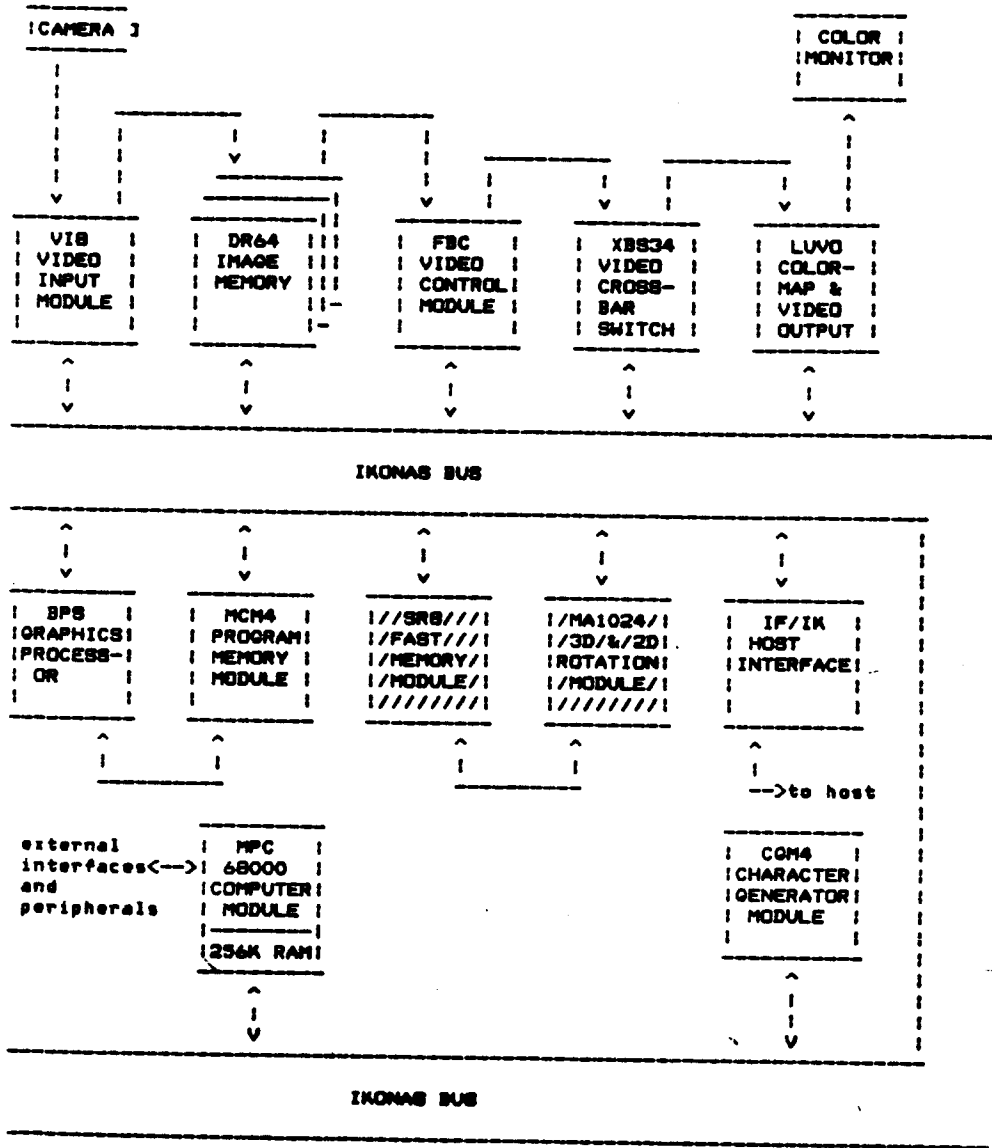 CAMERA
COLOR
MONITOR
VI8
VIDEO
INPUT
MODULE
DR64
IMAGE
MEMORY
FBC
VIDEO
CONTROL
MODULE
XBS34
VIDEO
CROSS-
BAR
SWITCH
LUVO
COLOR-
MAP &
VIDEO
OUTPUT
IKONAS BUS
BPS
GRAPHICS
PROCESS-
OR
MCM4
PROGRAM
MEMORY
MODULE
//SR8///
/FAST///
/MEMORY/
/MODULE/
////////
/MA1024/
/3D/&/2D
ROTATION
/MODULE/
////////
IF/IK
HOST
INTERFACE
-->to host
external
interfaces<-->
and
peripherals
MPC
68000
COMPUTER
MODULE
256K RAM
CGM4
CHARACTER
GENERATOR
MODULE
IKONAS BUS